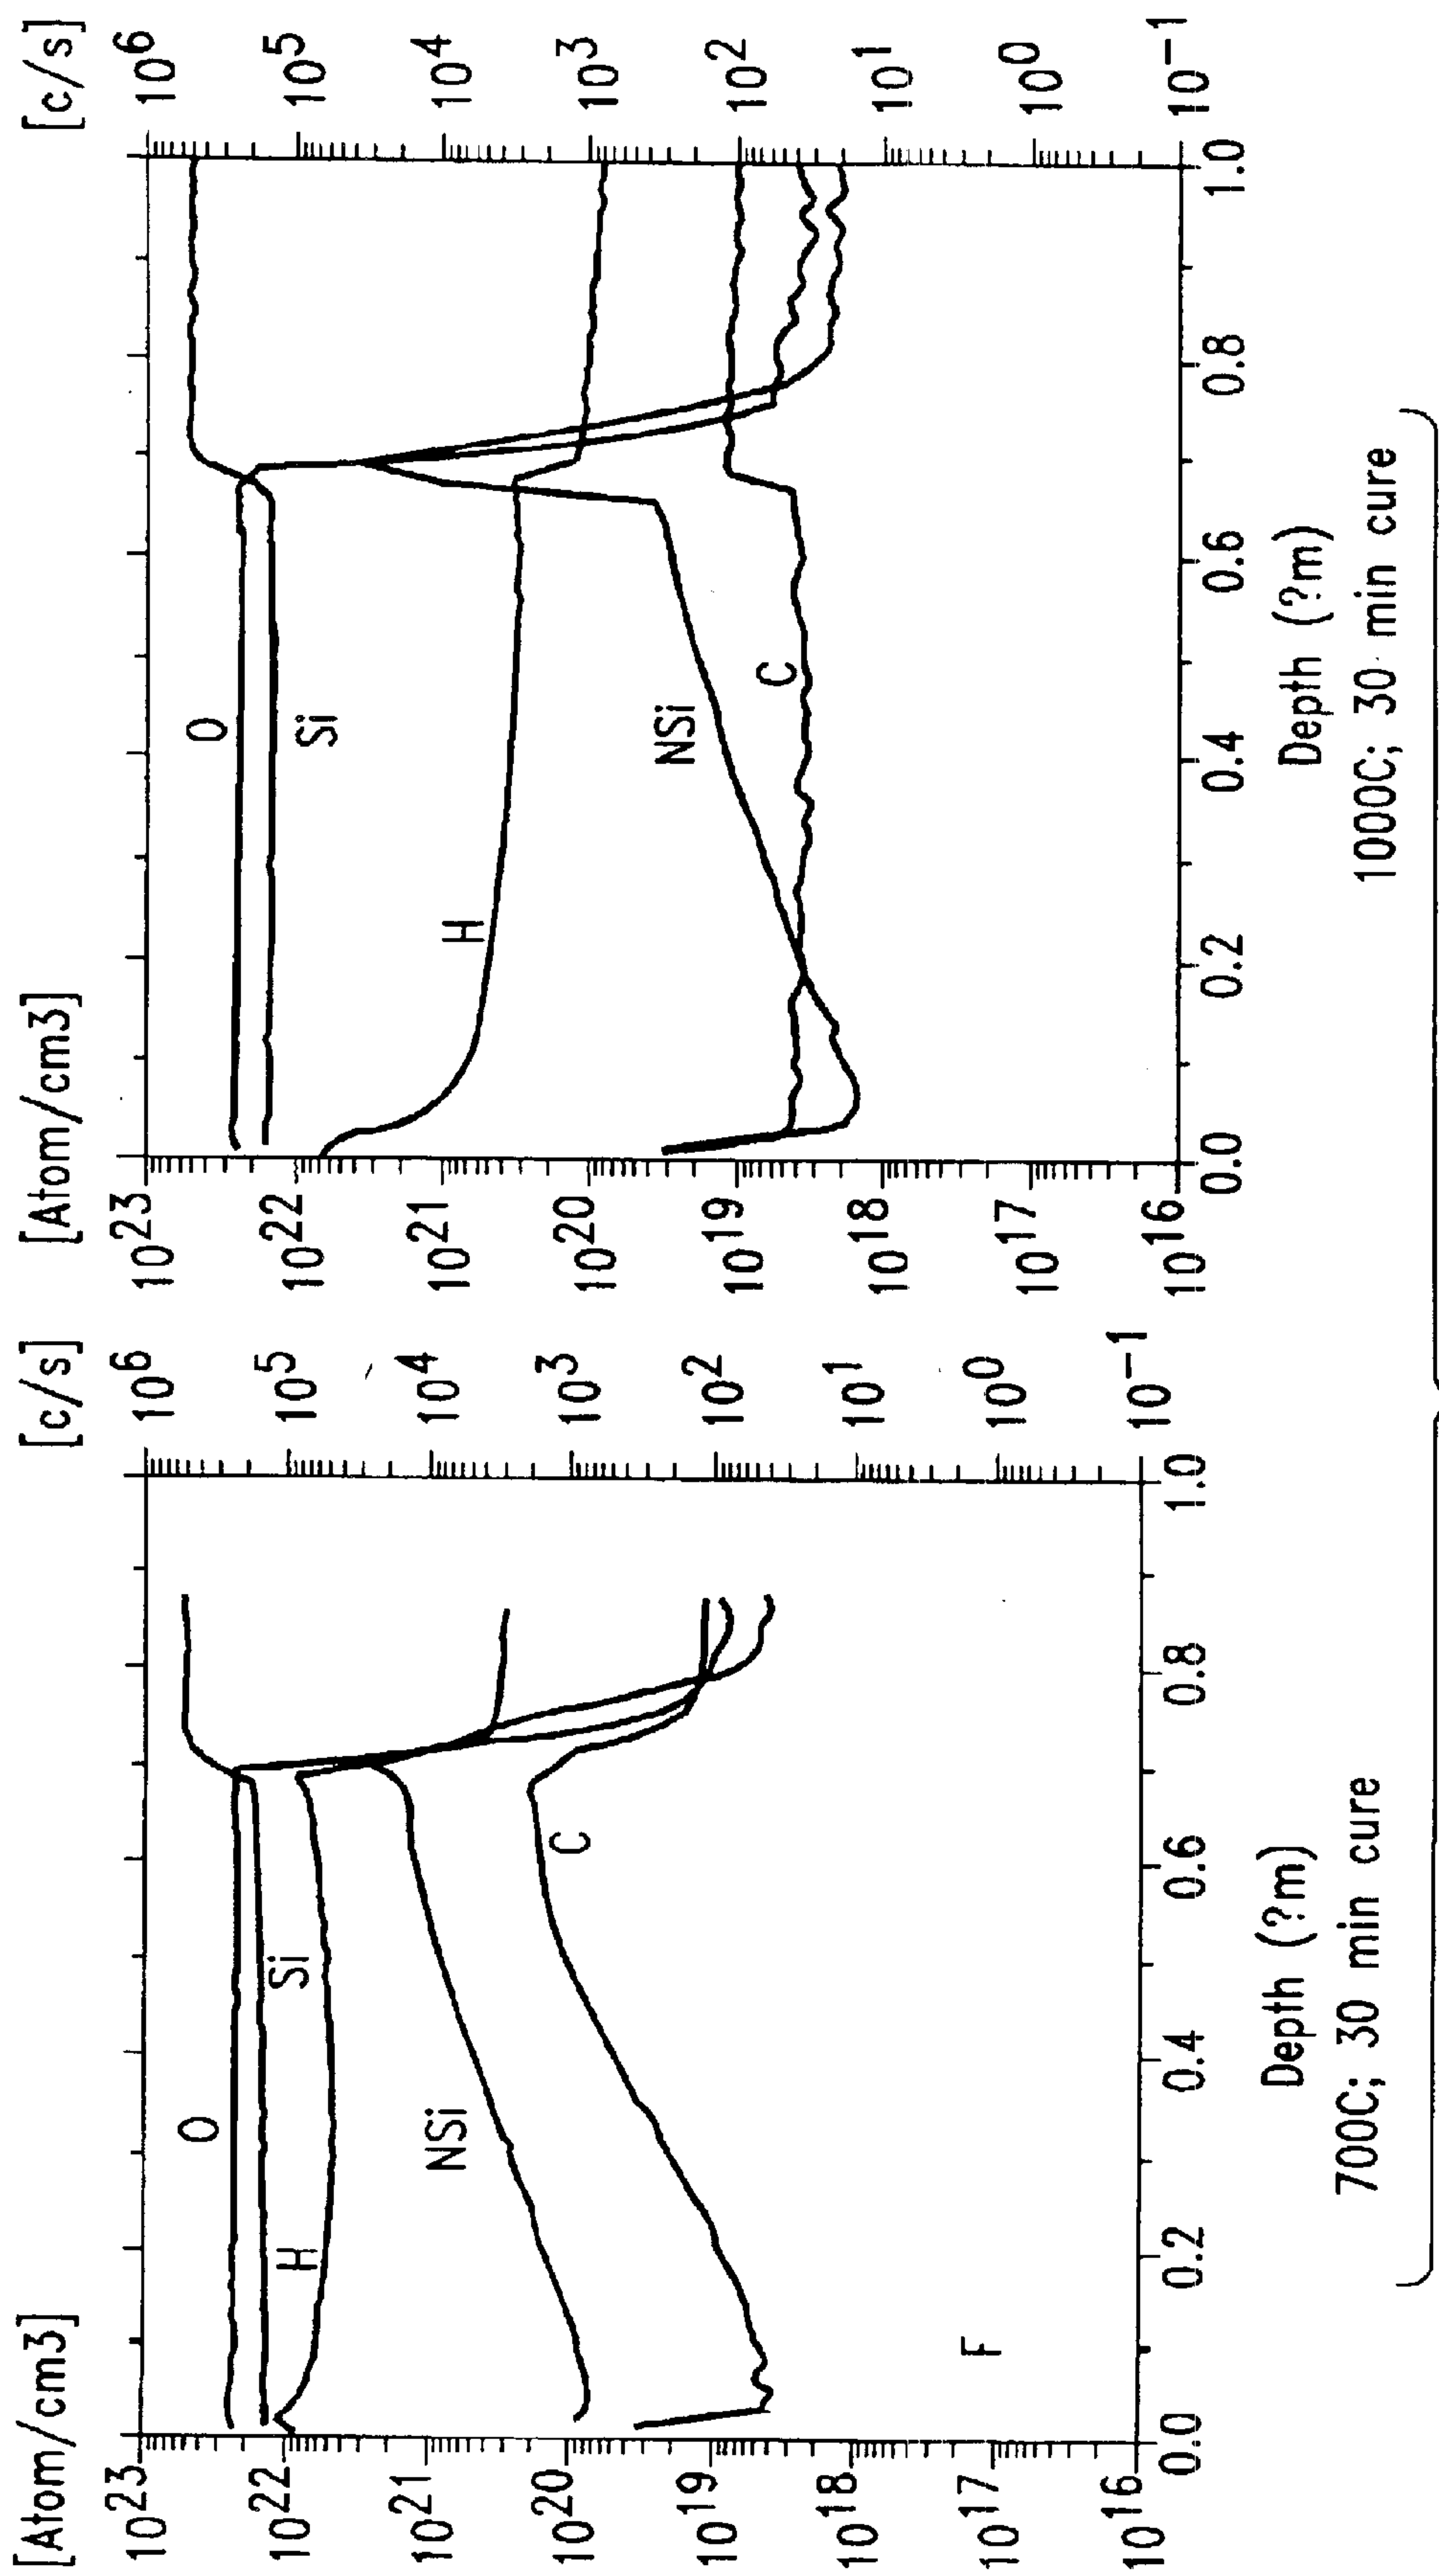 [Atom/cm3] [c/s]
10^23 10^6
10^22 10^5
10^21 10^4
10^20 10^3
10^19 10^2
10^18 10^1
10^17 10^0
10^16 10^-1
O
Si
H
NSi
C
F
0.0 0.2 0.4 0.6 0.8 1.0
Depth (?m)
700C; 30 min cure
[Atom/cm3] [c/s]
10^23 10^6
10^22 10^5
10^21 10^4
10^20 10^3
10^19 10^2
10^18 10^1
10^17 10^0
10^16 10^-1
O
Si
H
NSi
C
0.0 0.2 0.4 0.6 0.8 1.0
Depth (?m)
1000C; 30 min cure